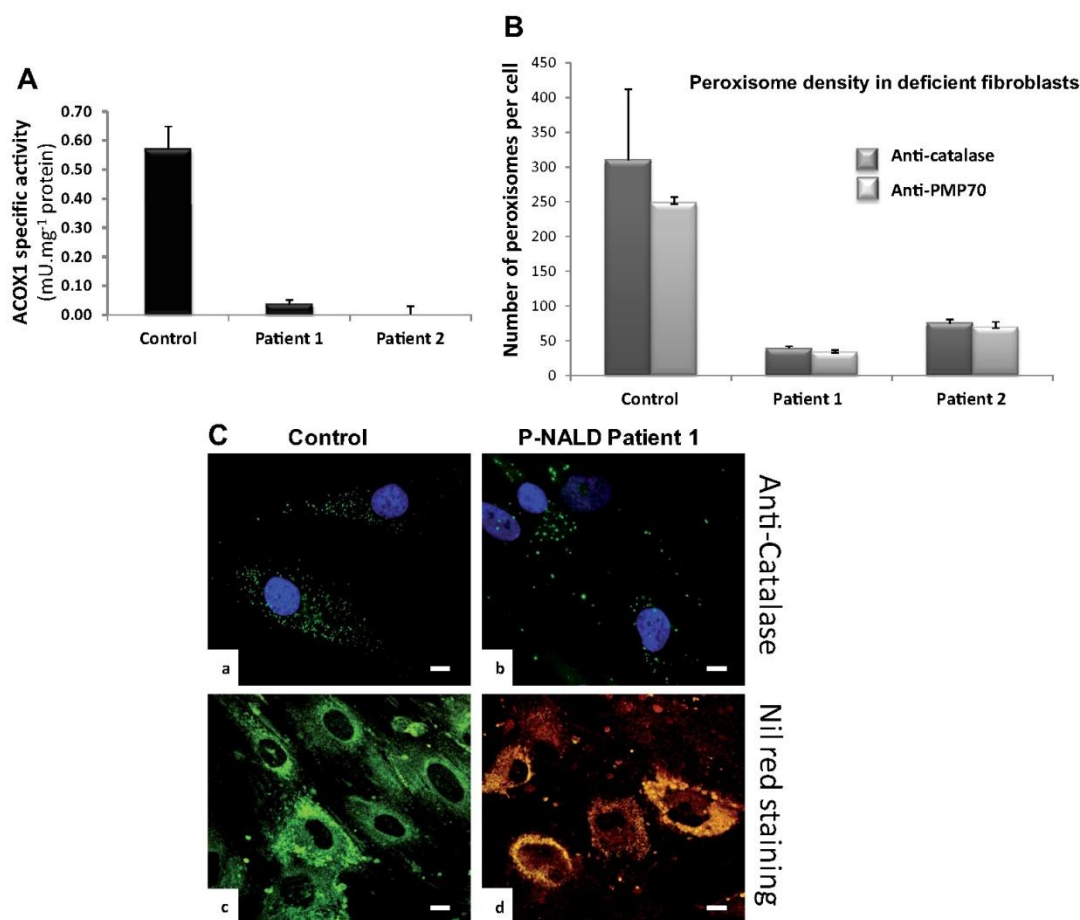 A
ACOX1 specific activity
(mU.mg⁻¹ protein)
0.70
0.60
0.50
0.40
0.30
0.20
0.10
0.00
Control
Patient 1
Patient 2
B
Peroxisome density in deficient fibroblasts
Number of peroxisomes per cell
450
400
350
300
250
200
150
100
50
0
Anti-catalase
Anti-PMP70
Control
Patient 1
Patient 2
C
Control
P-NALD Patient 1
Anti-Catalase
a
b
Nil red staining
c
d